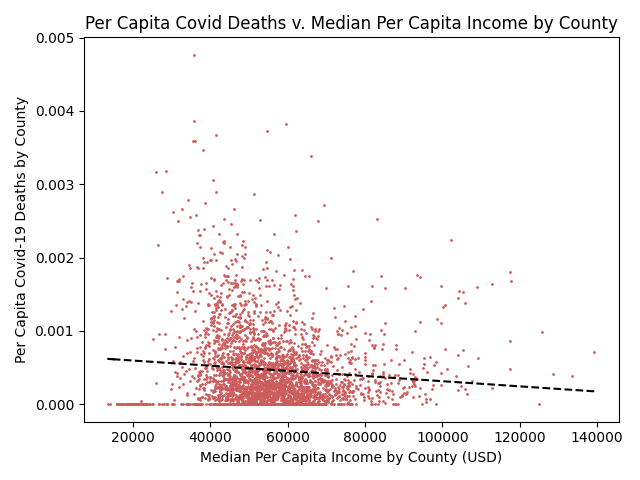 Per Capita Covid Deaths v. Median Per Capita Income by County
0.005
0.004
0.003
0.002
0.001
0.000
Per Capita Covid-19 Deaths by County
20000 40000 60000 80000 100000 120000 140000
Median Per Capita Income by County (USD)